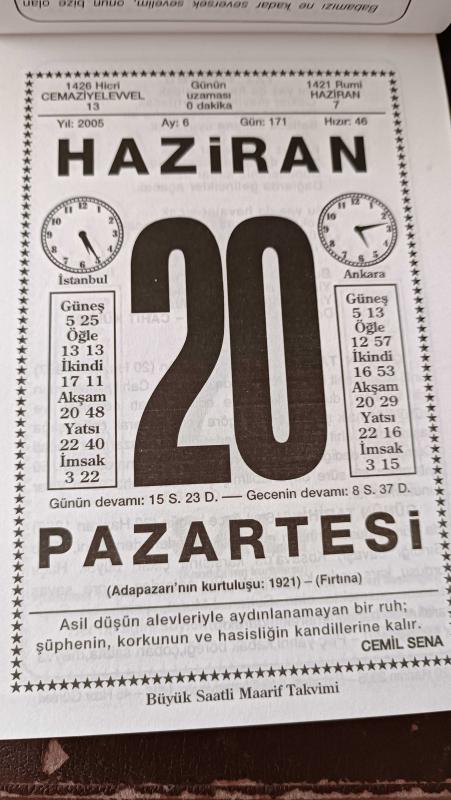 Babamızı ne kadar seversek sevelim, onun bize olan
1426 Hicri
CEMAZİYELEVVEL
13
Günün
uzaması
0 dakika
1421 Rumi
HAZİRAN
7
Yıl: 2005 Ay: 6 Gün: 171 Hızır: 46
HAZİRAN
20
İstanbul
Güneş
5 25
Öğle
13 13
İkindi
17 11
Akşam
20 48
Yatsı
22 40
İmsak
3 22
Ankara
Güneş
5 13
Öğle
12 57
İkindi
16 53
Akşam
20 29
Yatsı
22 16
İmsak
3 15
Günün devamı: 15 S. 23 D. — Gecenin devamı: 8 S. 37 D.
PAZARTESİ
(Adapazarı'nın kurtuluşu: 1921) – (Fırtına)
Asil düşün alevleriyle aydınlanamayan bir ruh;
şüphenin, korkunun ve hasisliğin kandillerine kalır.
CEMİL SENA
Büyük Saatli Maarif Takvimi